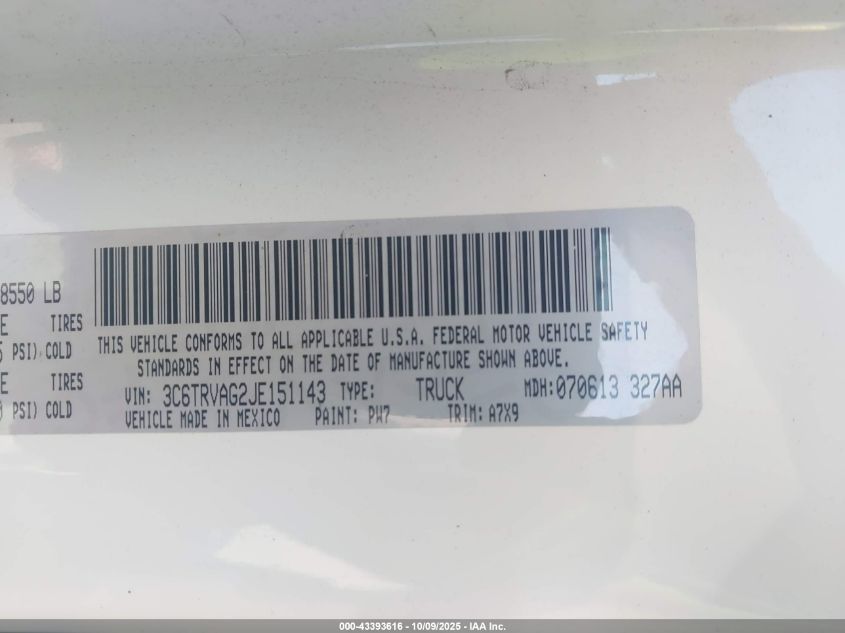 8550 LB
E TIRES
PSI) COLD
E TIRES
) PSI) COLD
THIS VEHICLE CONFORMS TO ALL APPLICABLE U.S.A. FEDERAL MOTOR VEHICLE SAFETY
STANDARDS IN EFFECT ON THE DATE OF MANUFACTURE SHOWN ABOVE.
VIN: 3C6TRVAG2JE151143 TYPE: TRUCK MDH:070613 327AA
VEHICLE MADE IN MEXICO PAINT: PW7 TRIM: A7X9
000-43393616 - 10/09/2025 - IAA Inc.